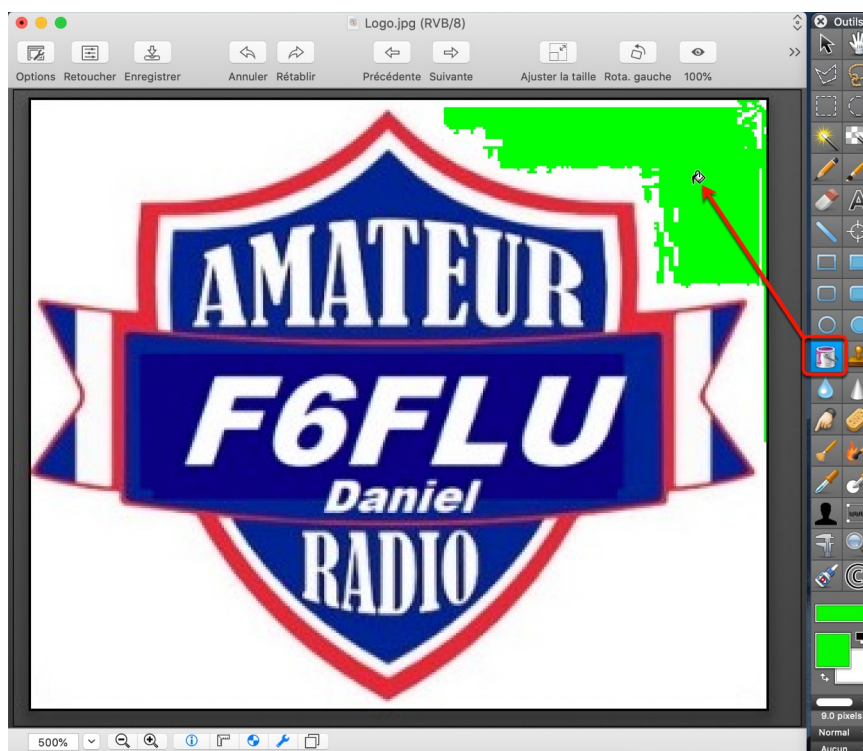 Logo.jpg (RVB/8)
Outils
Options Retoucher Enregistrer Annuler Rétablir Précédente Suivante Ajuster la taille Rota. gauche 100%
AMATEUR
F6FLU
Daniel
RADIO
9.0 pixels
Normal
Aucun
500%